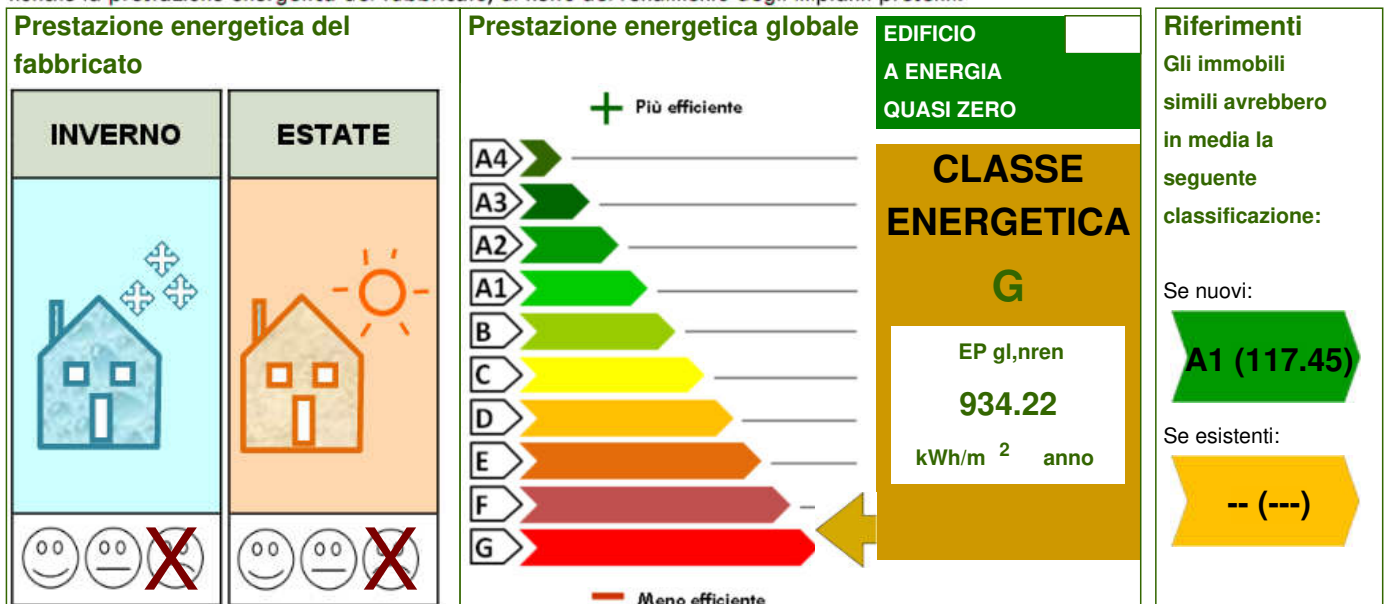 Prestazione energetica del
fabbricato
INVERNO
ESTATE
Prestazione energetica globale
Più efficiente
A4
A3
A2
A1
B
C
D
E
F
G
Meno efficiente
EDIFICIO
A ENERGIA
QUASI ZERO
CLASSE
ENERGETICA
G
EP gl,nren
934.22
kWh/m 2 anno
Riferimenti
Gli immobili
simili avrebbero
in media la
seguente
classificazione:
Se nuovi:
A1 (117.45)
Se esistenti:
-- (---)